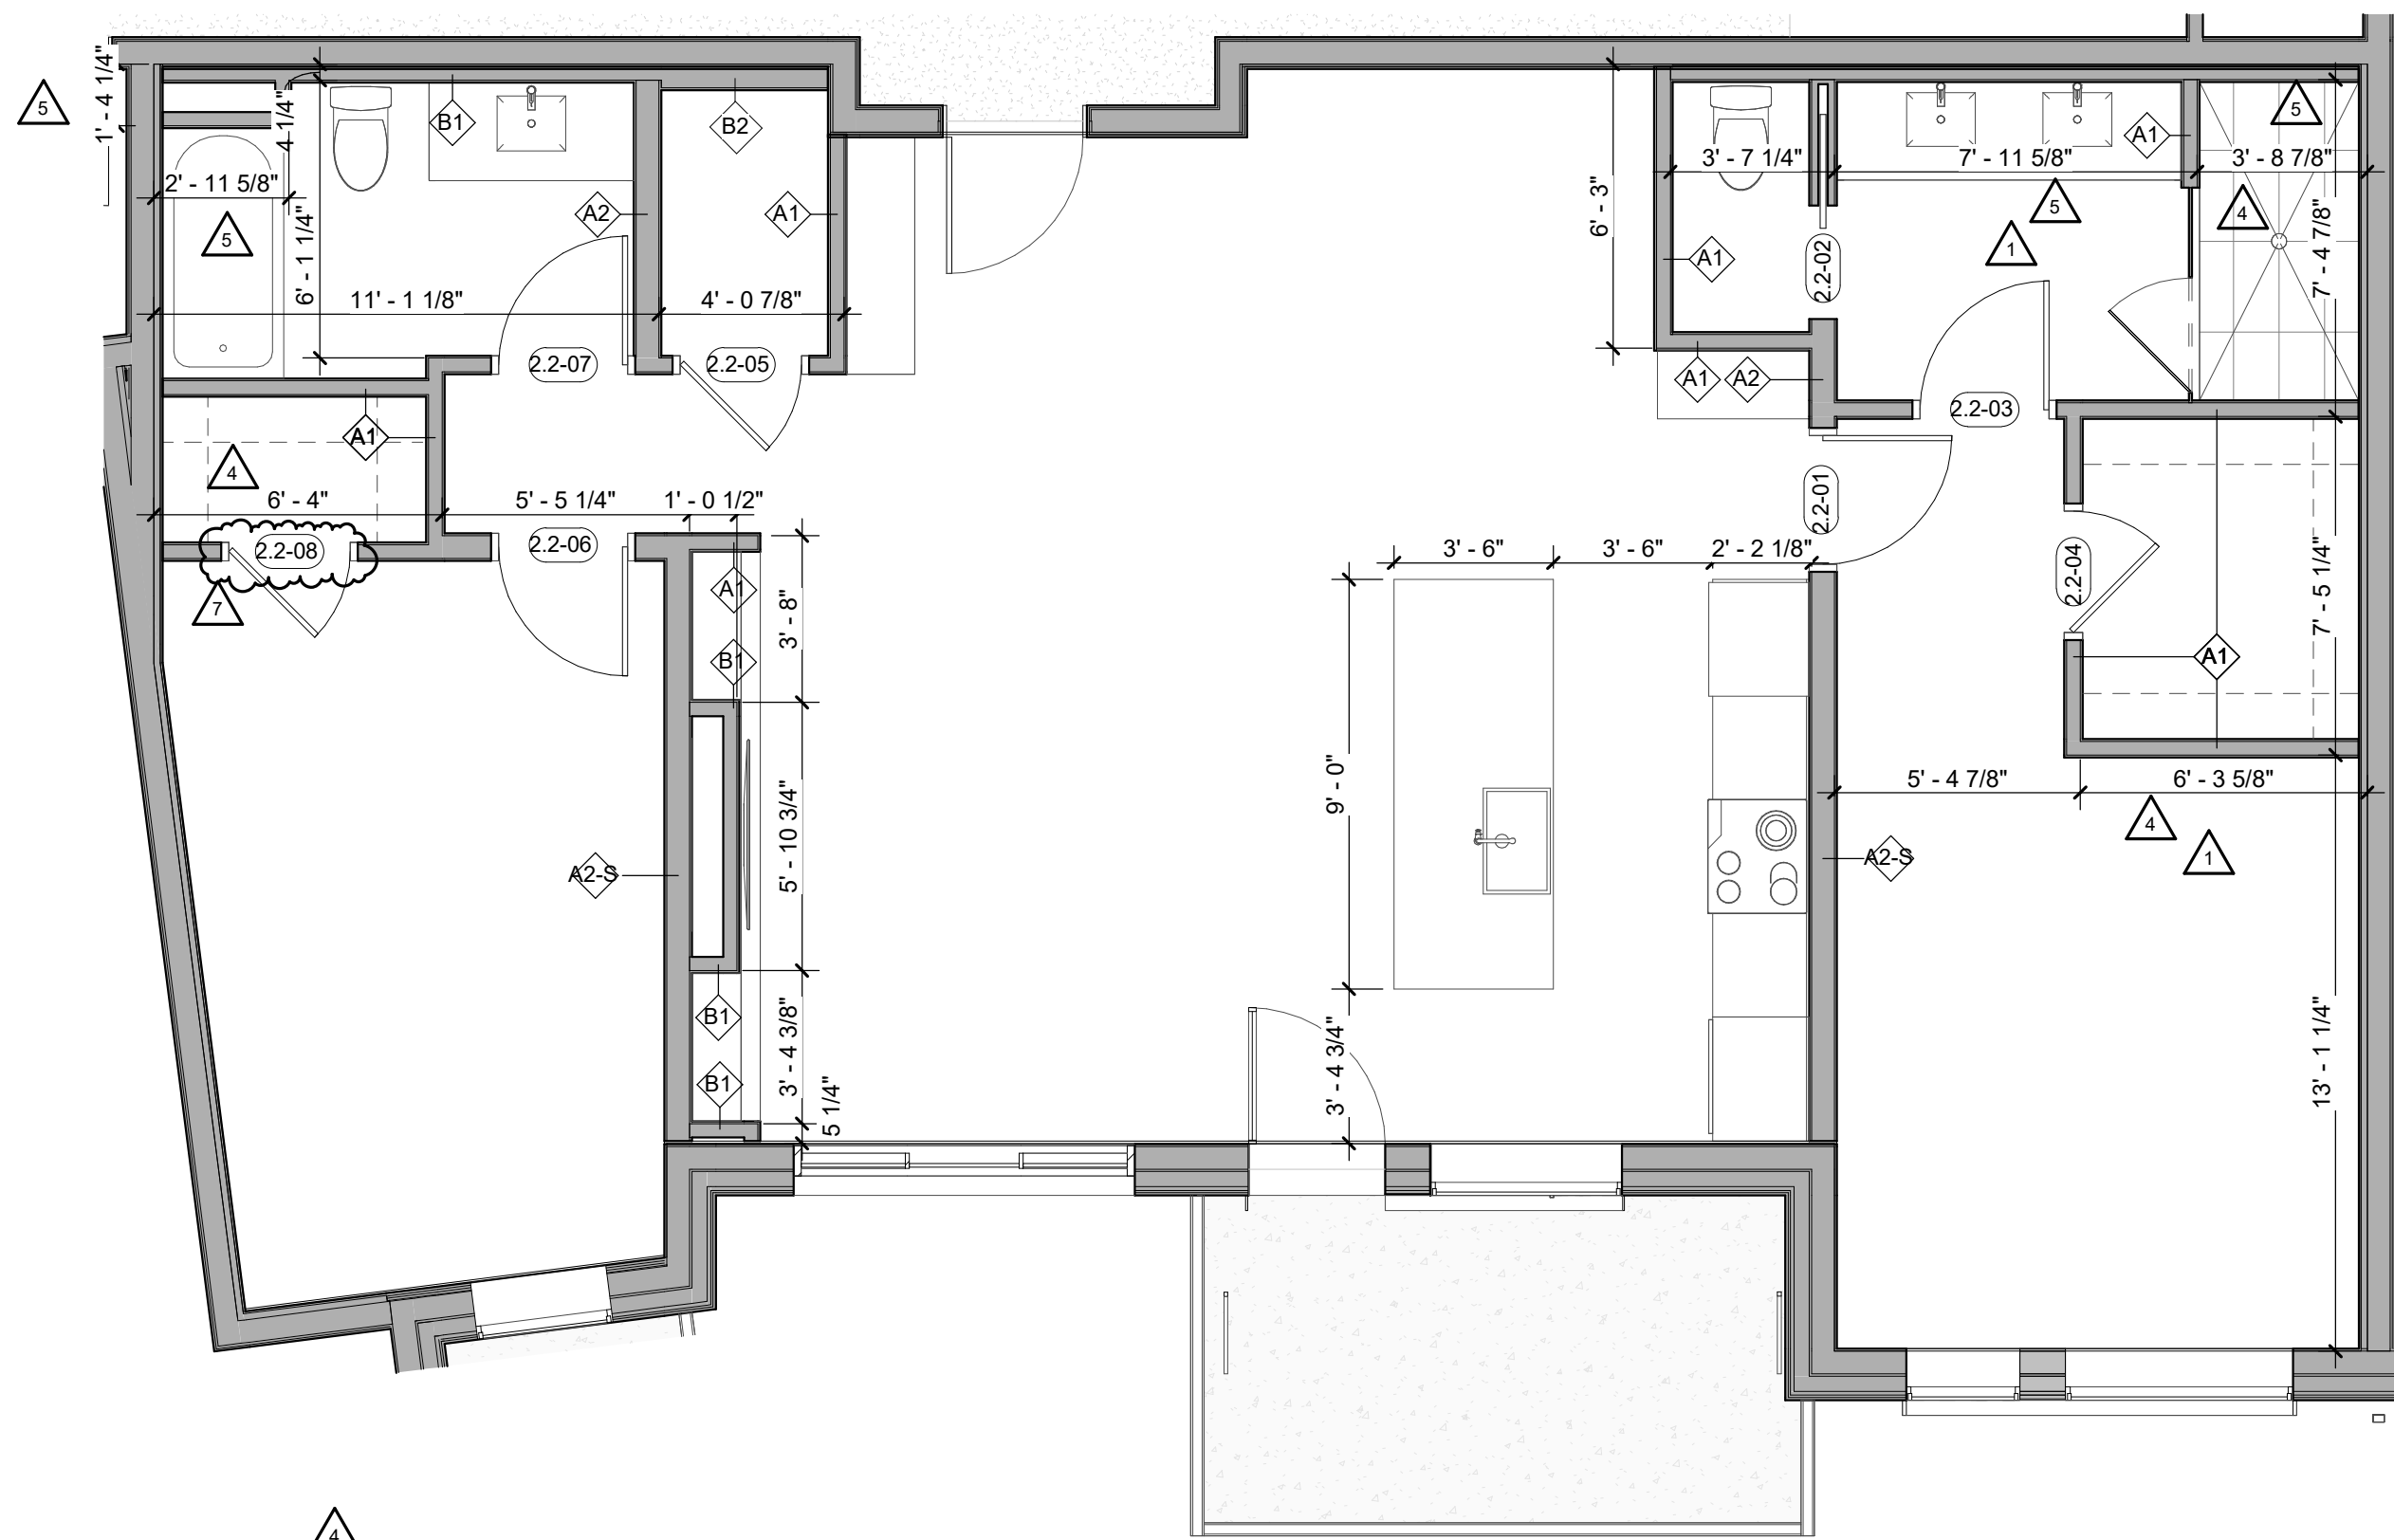 1' - 4 1/4"
5
4 1/4"
B1
B2
2' - 11 5/8"
5
6' - 1 1/4"
A2
A1
11' - 1 1/8"
4' - 0 7/8"
2.2-07
2.2-05
A1
4
6' - 4"
5' - 5 1/4"
1' - 0 1/2"
2.2-08
2.2-06
7
A1
B1
3' - 8"
5' - 10 3/4"
A2-S
B1
B1
3' - 4 3/8"
5 1/4"
6' - 3"
3' - 7 1/4"
7' - 11 5/8"
3' - 8 7/8"
A1
5
5
4
1
7' - 4 7/8"
A1
2.2-02
A1
A2
2.2-03
2.2-01
3' - 6"
3' - 6"
2' - 2 1/8"
2.2-04
7' - 5 1/4"
A1
9' - 0"
5' - 4 7/8"
6' - 3 5/8"
4
1
A2-S
3' - 4 3/4"
13' - 1 1/4"
4